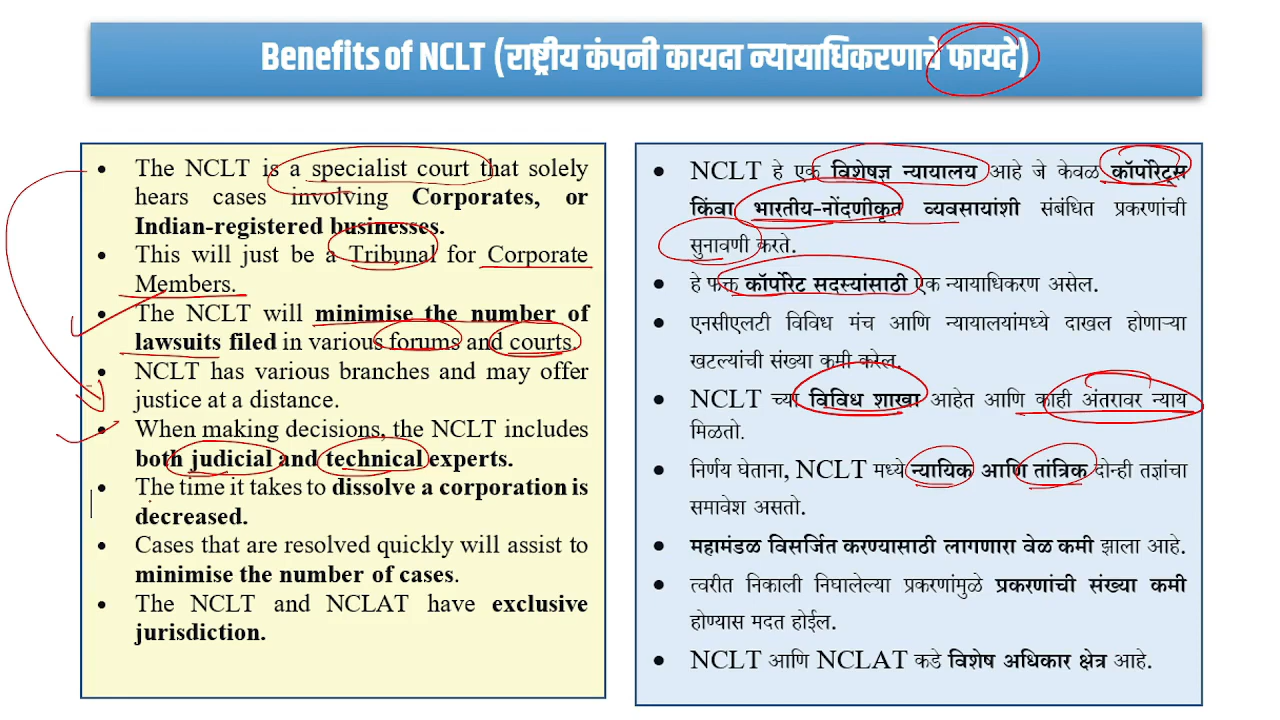 Benefits of NCLT (राष्ट्रीय कंपनी कायदा न्यायाधिकरणाचे फायदे)
• The NCLT is a specialist court that solely
hears cases involving Corporates, or
Indian-registered businesses.
• This will just be a Tribunal for Corporate
Members.
• The NCLT will minimise the number of
lawsuits filed in various forums and courts.
• NCLT has various branches and may offer
justice at a distance.
• When making decisions, the NCLT includes
both judicial and technical experts.
• The time it takes to dissolve a corporation is
decreased.
• Cases that are resolved quickly will assist to
minimise the number of cases.
• The NCLT and NCLAT have exclusive
jurisdiction.
• NCLT हे एक विशेषज्ञ न्यायालय आहे जे केवळ कॉर्पोरेट्स
किंवा भारतीय-नोंदणीकृत व्यवसायांशी संबंधित प्रकरणांची
सुनावणी करते.
• हे फक्त कॉर्पोरेट सदस्यांसाठी एक न्यायाधिकरण असेल.
• एनसीएलटी विविध मंच आणि न्यायालयांमध्ये दाखल होणाऱ्या
खटल्यांची संख्या कमी करेल.
• NCLT च्या विविध शाखा आहेत आणि काही अंतरावर न्याय
मिळतो.
• निर्णय घेताना, NCLT मध्ये न्यायिक आणि तांत्रिक दोन्ही तज्ञांचा
समावेश असतो.
• महामंडळ विसर्जित करण्यासाठी लागणारा वेळ कमी झाला आहे.
• त्वरीत निकाली निघालेल्या प्रकरणांमुळे प्रकरणांची संख्या कमी
होण्यास मदत होईल.
• NCLT आणि NCLAT कडे विशेष अधिकार क्षेत्र आहे.